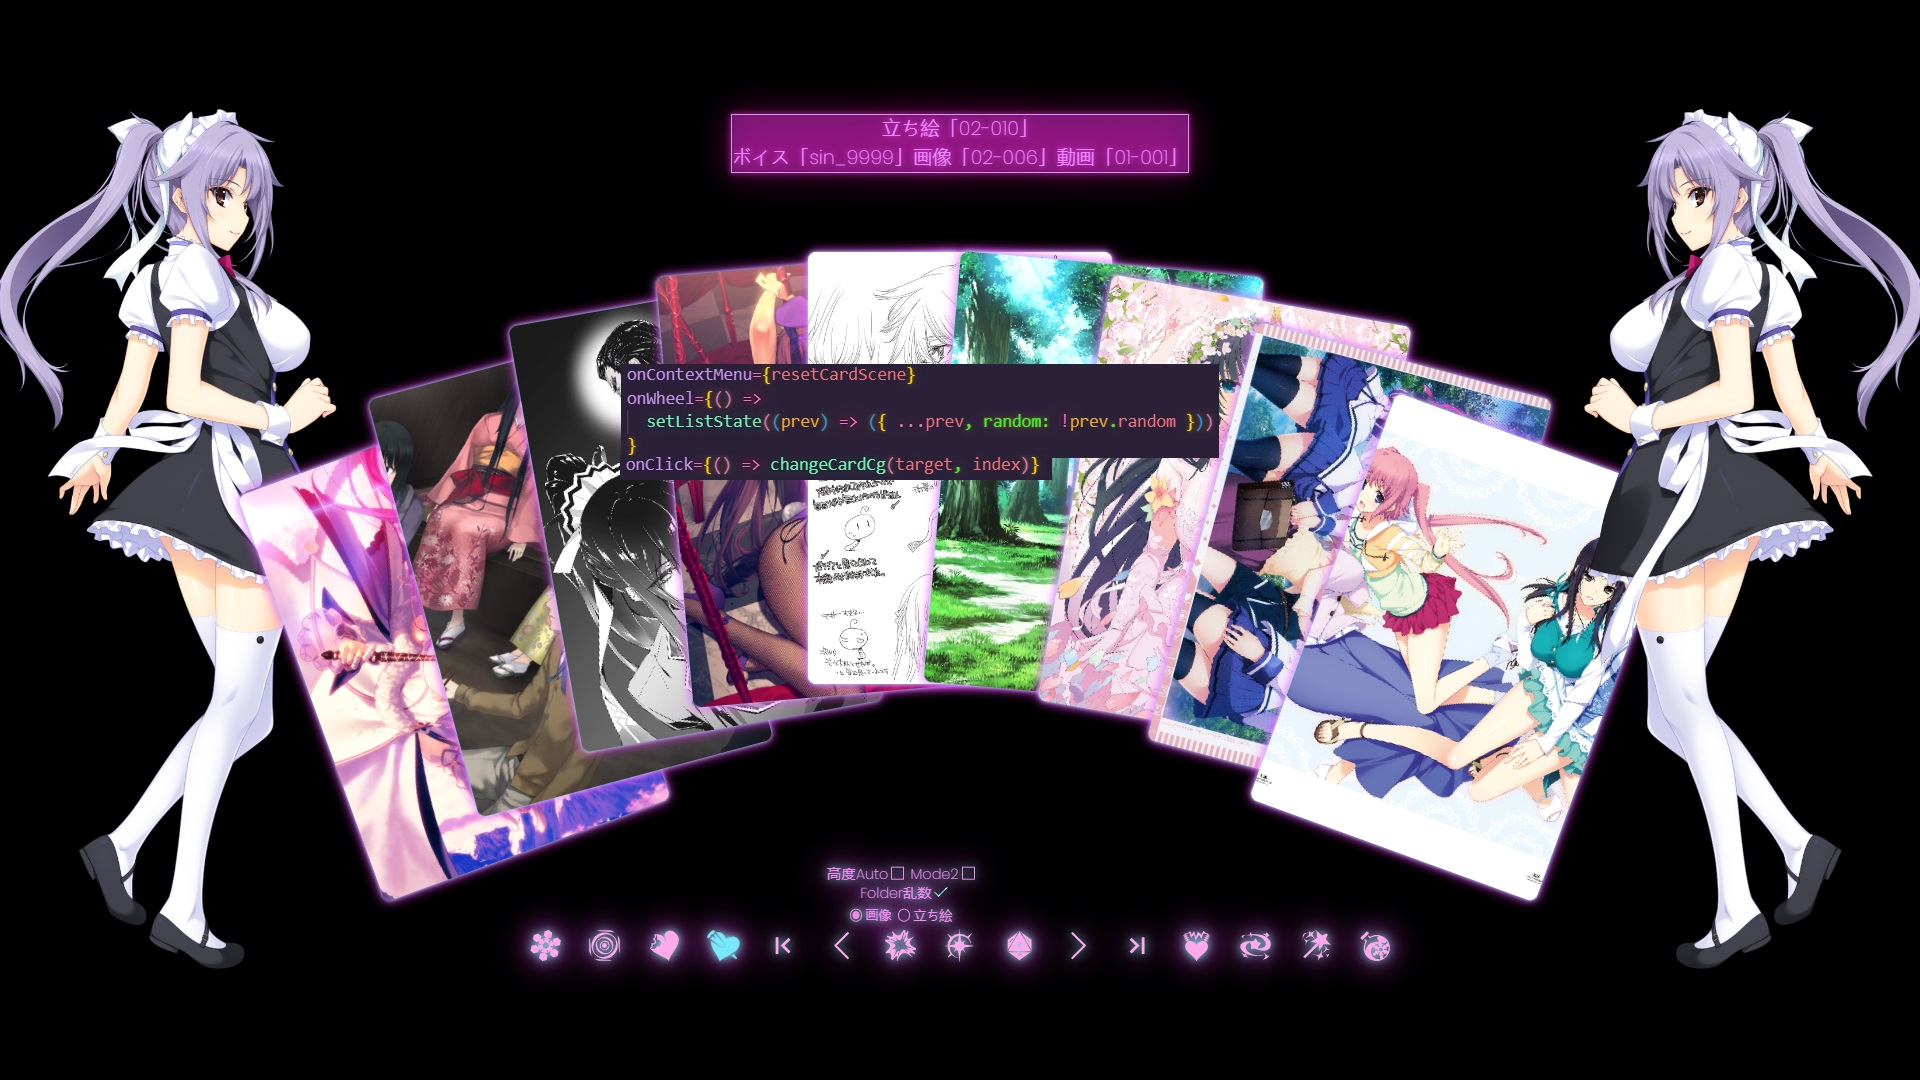 立ち絵「02-010」
ボイス「sin_9999」画像「02-006」動画「01-001」
onContextMenu={resetCardScene}
onWheel={() =>
setListState((prev) => ({ ...prev, random: !prev.random }))
}
onClick={() => changeCardCg(target, index)}
高度Auto Mode2
Folder乱数
画像 立ち絵